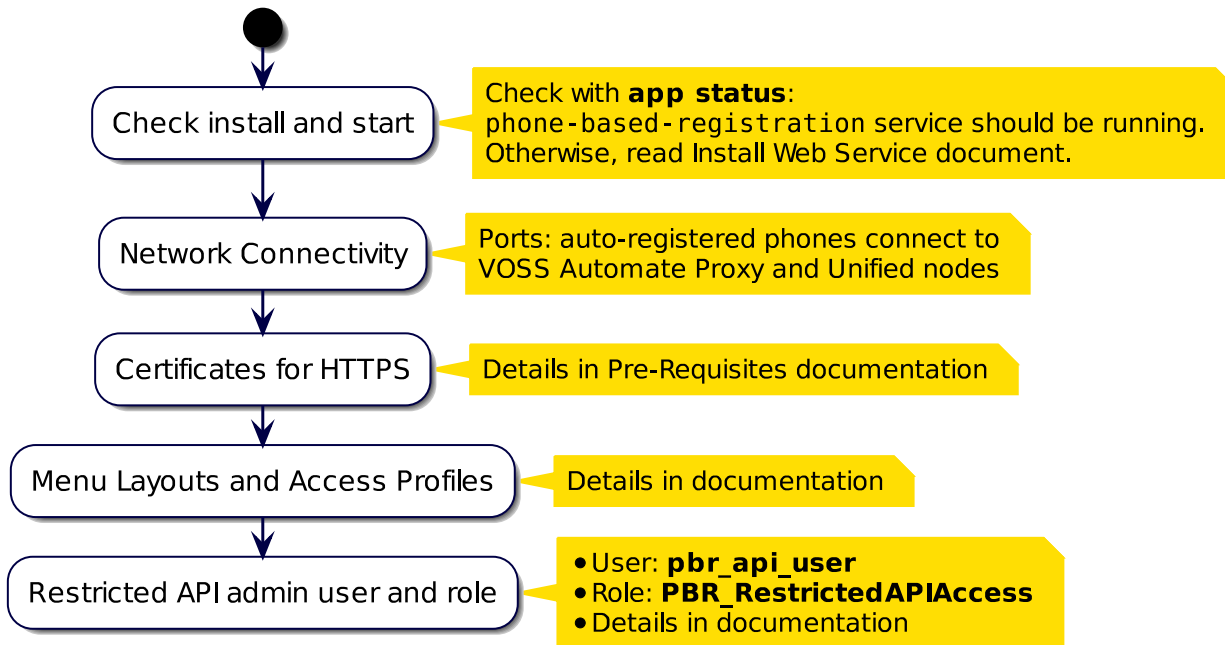 Check install and start
Check with app status:
phone-based-registration service should be running.
Otherwise, read Install Web Service document.
Network Connectivity
Ports: auto-registered phones connect to
VOSS Automate Proxy and Unified nodes
Certificates for HTTPS
Details in Pre-Requisites documentation
Menu Layouts and Access Profiles
Details in documentation
Restricted API admin user and role
• User: pbr_api_user
• Role: PBR_RestrictedAPIAccess
• Details in documentation